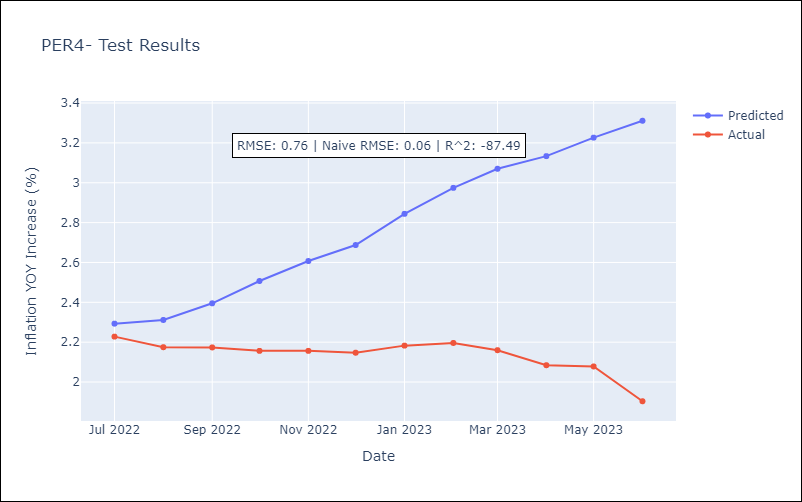 PER4- Test Results
RMSE: 0.76 | Naive RMSE: 0.06 | R^2: -87.49
Predicted
Actual
Inflation YOY Increase (%)
3.4
3.2
3
2.8
2.6
2.4
2.2
2
Jul 2022 Sep 2022 Nov 2022 Jan 2023 Mar 2023 May 2023
Date